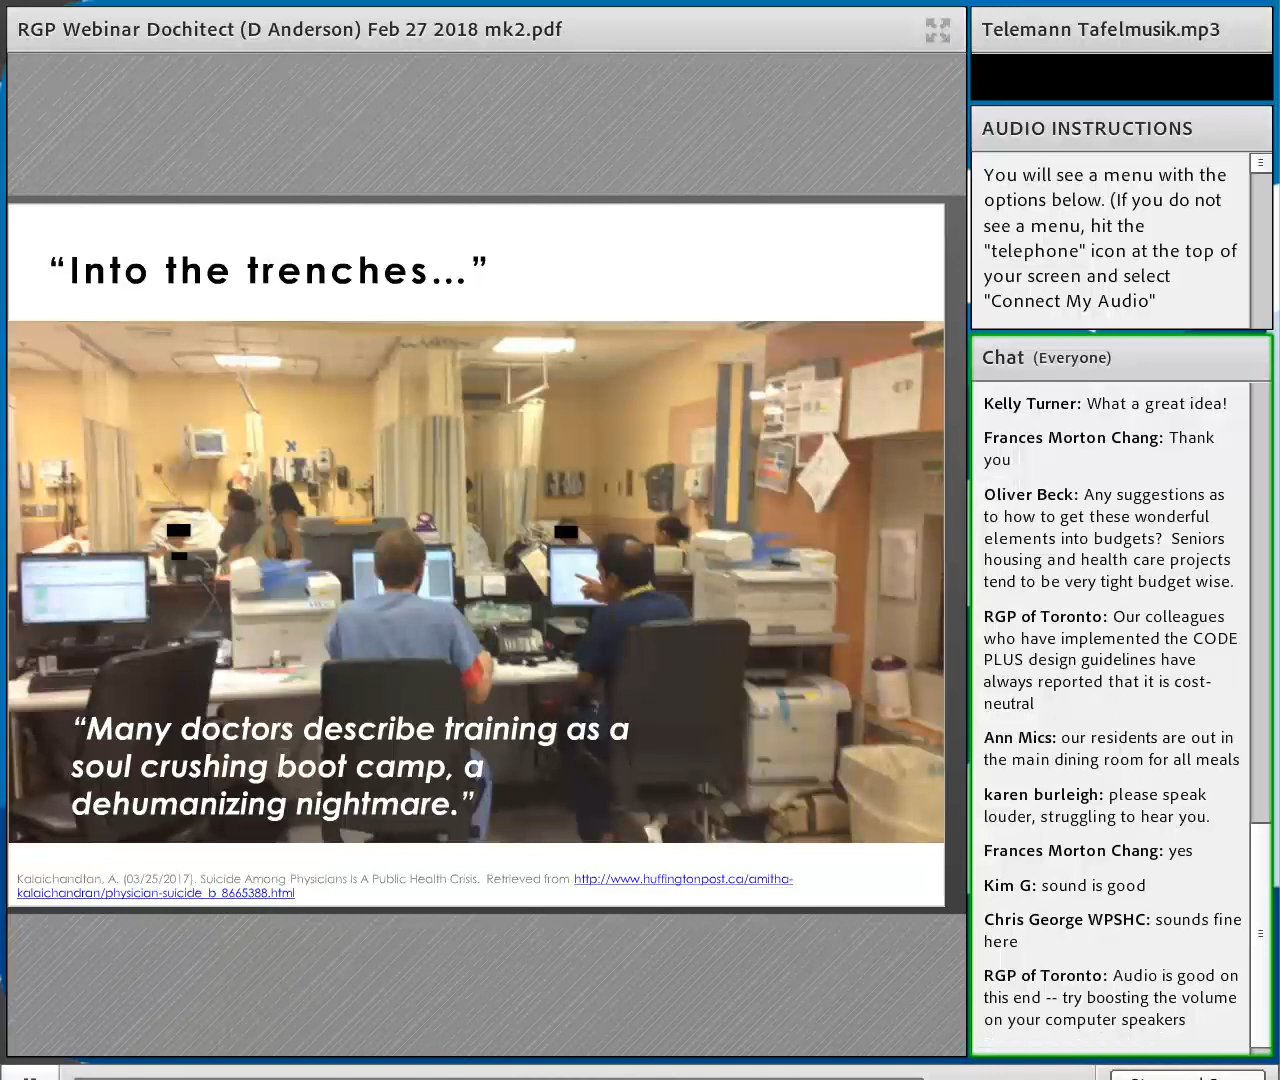 RGP Webinar Dochitect (D Anderson) Feb 27 2018 mk2.pdf
“Into the trenches...”
“Many doctors describe training as a
soul crushing boot camp, a
dehumanizing nightmare.”
Kalaichandran, A. (03/25/2017). Suicide Among Physicians Is A Public Health Crisis. Retrieved from http://www.huffingtonpost.ca/amitha-
kalaichandran/physician-suicide_b_8665388.html
Telemann Tafelmusik.mp3
AUDIO INSTRUCTIONS
You will see a menu with the
options below. (If you do not
see a menu, hit the
"telephone" icon at the top of
your screen and select
"Connect My Audio"
Chat (Everyone)
Kelly Turner: What a great idea!
Frances Morton Chang: Thank
you
Oliver Beck: Any suggestions as
to how to get these wonderful
elements into budgets? Seniors
housing and health care projects
tend to be very tight budget wise.
RGP of Toronto: Our colleagues
who have implemented the CODE
PLUS design guidelines have
always reported that it is cost-
neutral
Ann Mics: our residents are out in
the main dining room for all meals
karen burleigh: please speak
louder, struggling to hear you.
Frances Morton Chang: yes
Kim G: sound is good
Chris George WPSHC: sounds fine
here
RGP of Toronto: Audio is good on
this end -- try boosting the volume
on your computer speakers